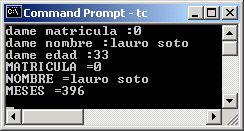 Command Prompt - tc
dame matricula :0
dame nombre :lauro soto
dame edad :33
MATRICULA =0
NOMBRE =lauro soto
MESES =396